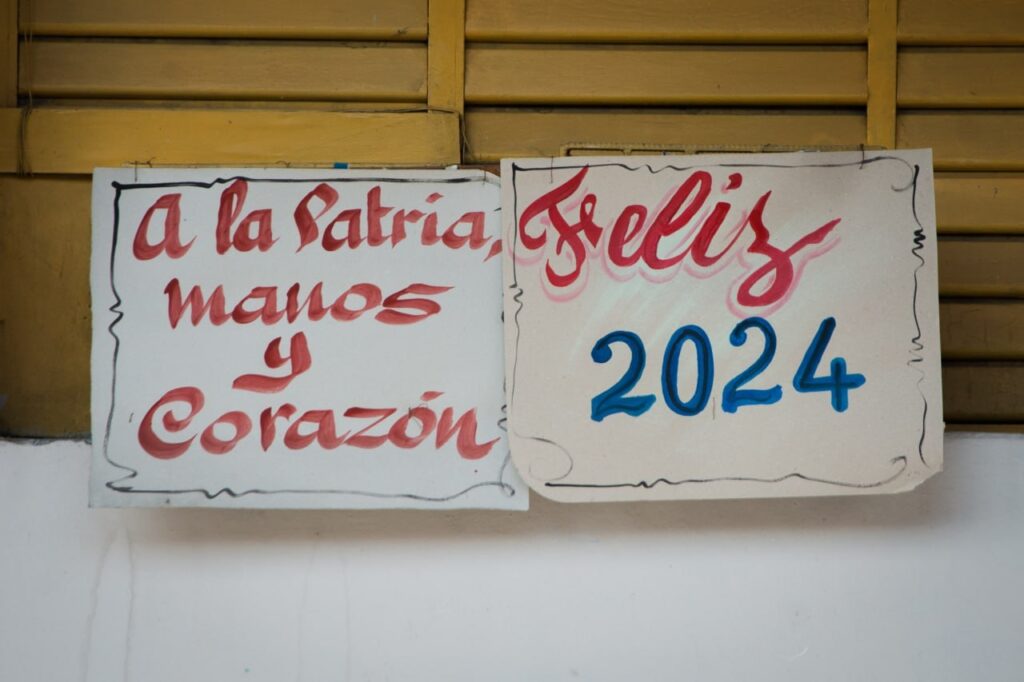 A la Patria,
manos
y
Corazón
Feliz
2024